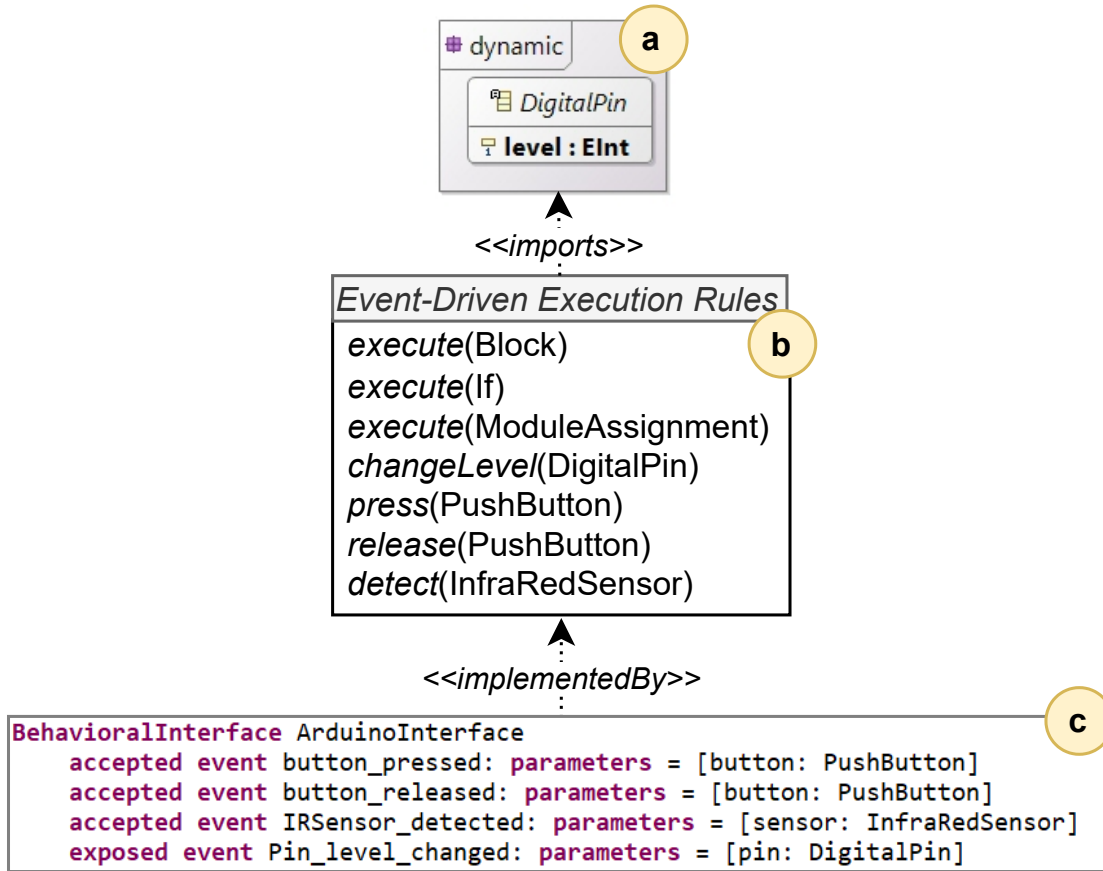 dynamic
a
DigitalPin
level : EInt
<<imports>>
Event-Driven Execution Rules
b
execute(Block)
execute(If)
execute(ModuleAssignment)
changeLevel(DigitalPin)
press(PushButton)
release(PushButton)
detect(InfraRedSensor)
<<implementedBy>>
c
BehavioralInterface ArduinoInterface
accepted event button_pressed: parameters = [button: PushButton]
accepted event button_released: parameters = [button: PushButton]
accepted event IRSensor_detected: parameters = [sensor: InfraRedSensor]
exposed event Pin_level_changed: parameters = [pin: DigitalPin]